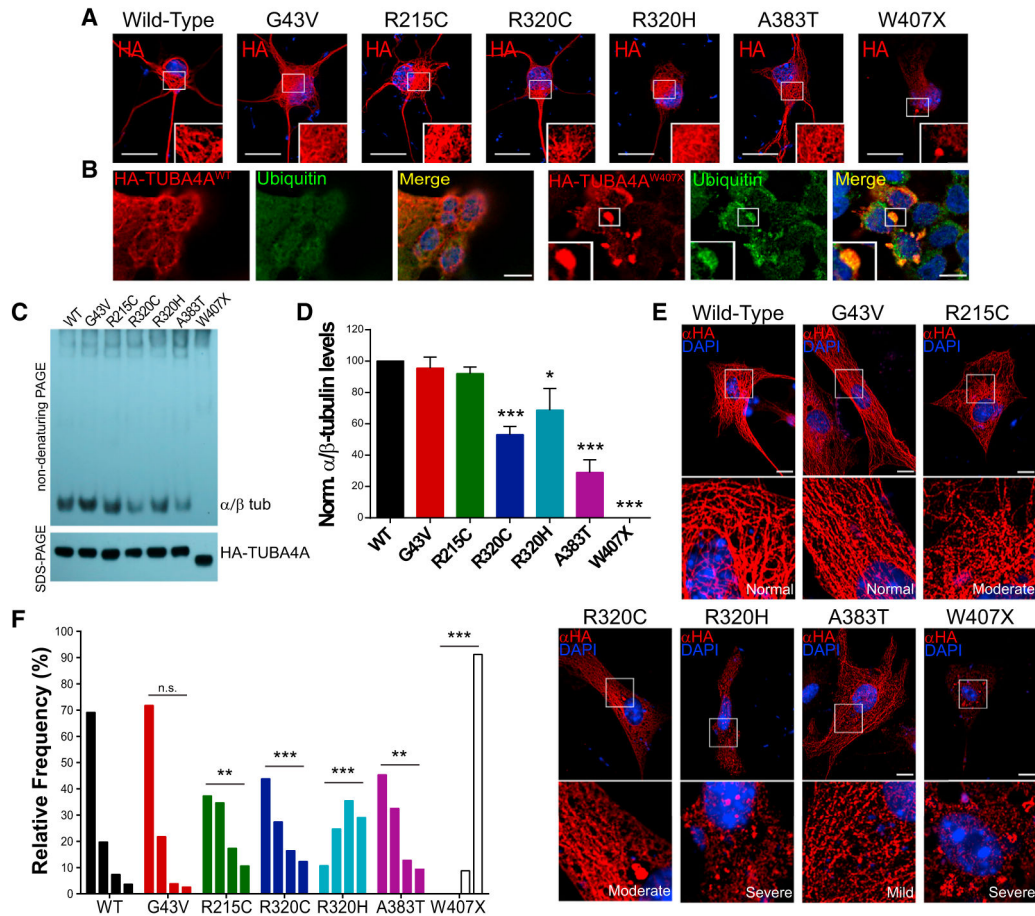 A
Wild-Type G43V R215C R320C R320H A383T W407X
HA HA HA HA HA HA HA
B
HA-TUBA4A^WT Ubiquitin Merge HA-TUBA4A^W407X Ubiquitin Merge
C
WT G43V R215C R320C R320H A383T W407X
non-denaturing PAGE
α/β tub
SDS-PAGE
HA-TUBA4A
D
Norm. α/β-tubulin levels
120
100
80
60
40
20
0
*** * *** ***
WT G43V R215C R320C R320H A383T W407X
E
Wild-Type G43V R215C
αHA αHA αHA
DAPI DAPI DAPI
Normal Normal Moderate
R320C R320H A383T W407X
αHA αHA αHA αHA
DAPI DAPI DAPI DAPI
Moderate Severe Mild Severe
F
Relative Frequency (%)
100
90
80
70
60
50
40
30
20
10
0
n.s. ** *** *** ** ***
WT G43V R215C R320C R320H A383T W407X